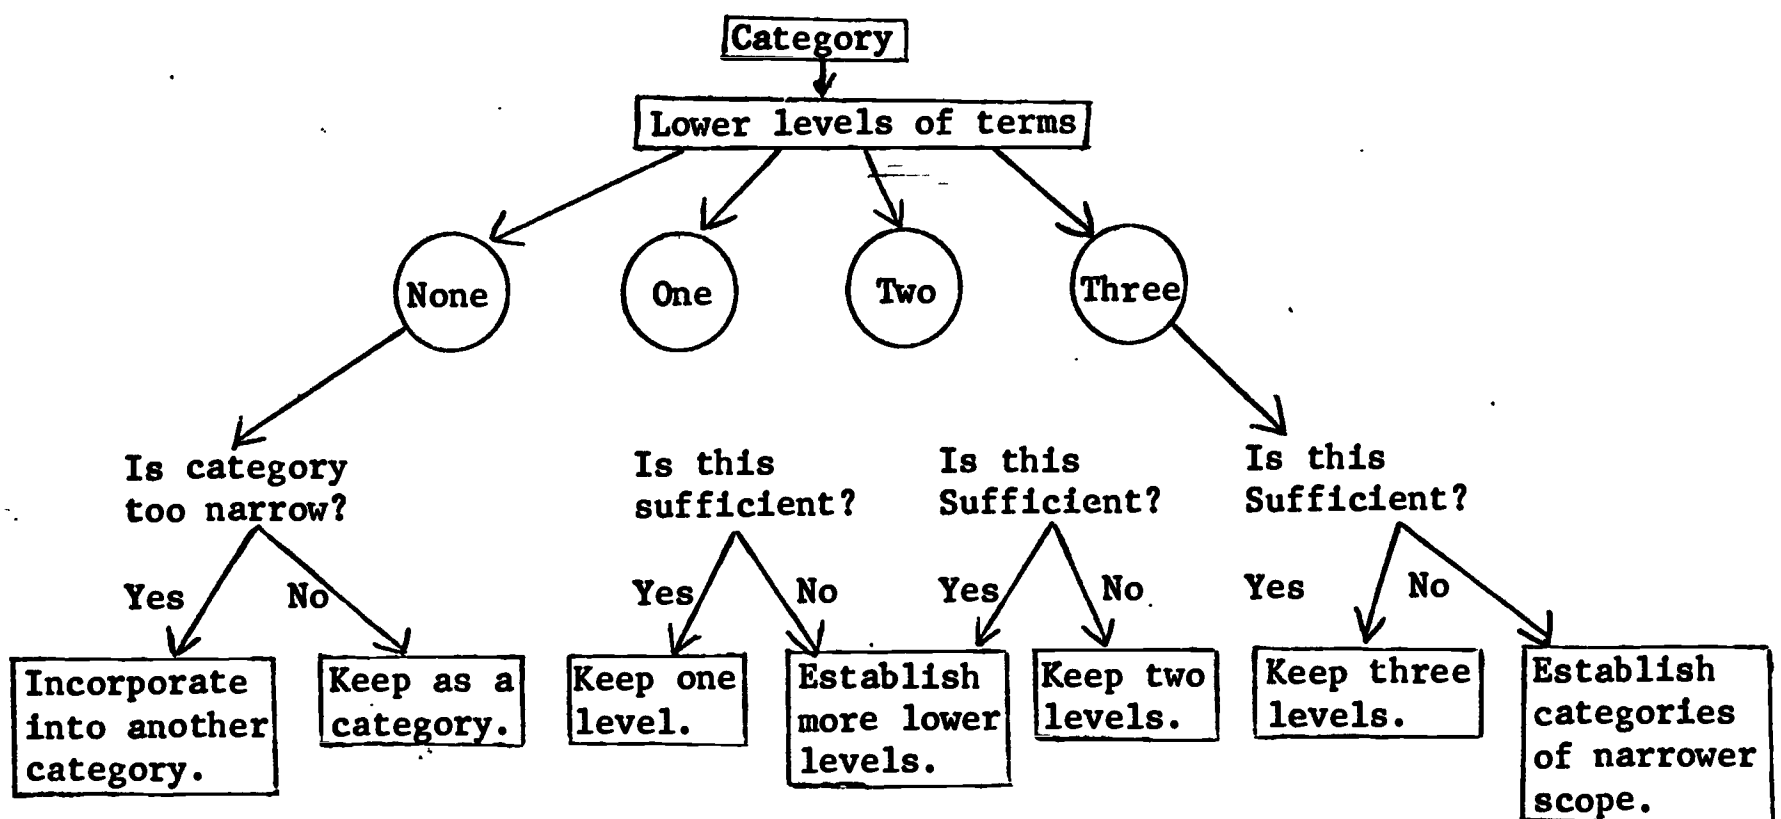 Category
Lower levels of terms
None
One
Two
Three
Is category
too narrow?
Is this
sufficient?
Is this
Sufficient?
Is this
Sufficient?
Yes
No
Yes
No
Yes
No
Yes
No
Incorporate
into another
category.
Keep as a
category.
Keep one
level.
Establish
more lower
levels.
Keep two
levels.
Keep three
levels.
Establish
categories
of narrower
scope.